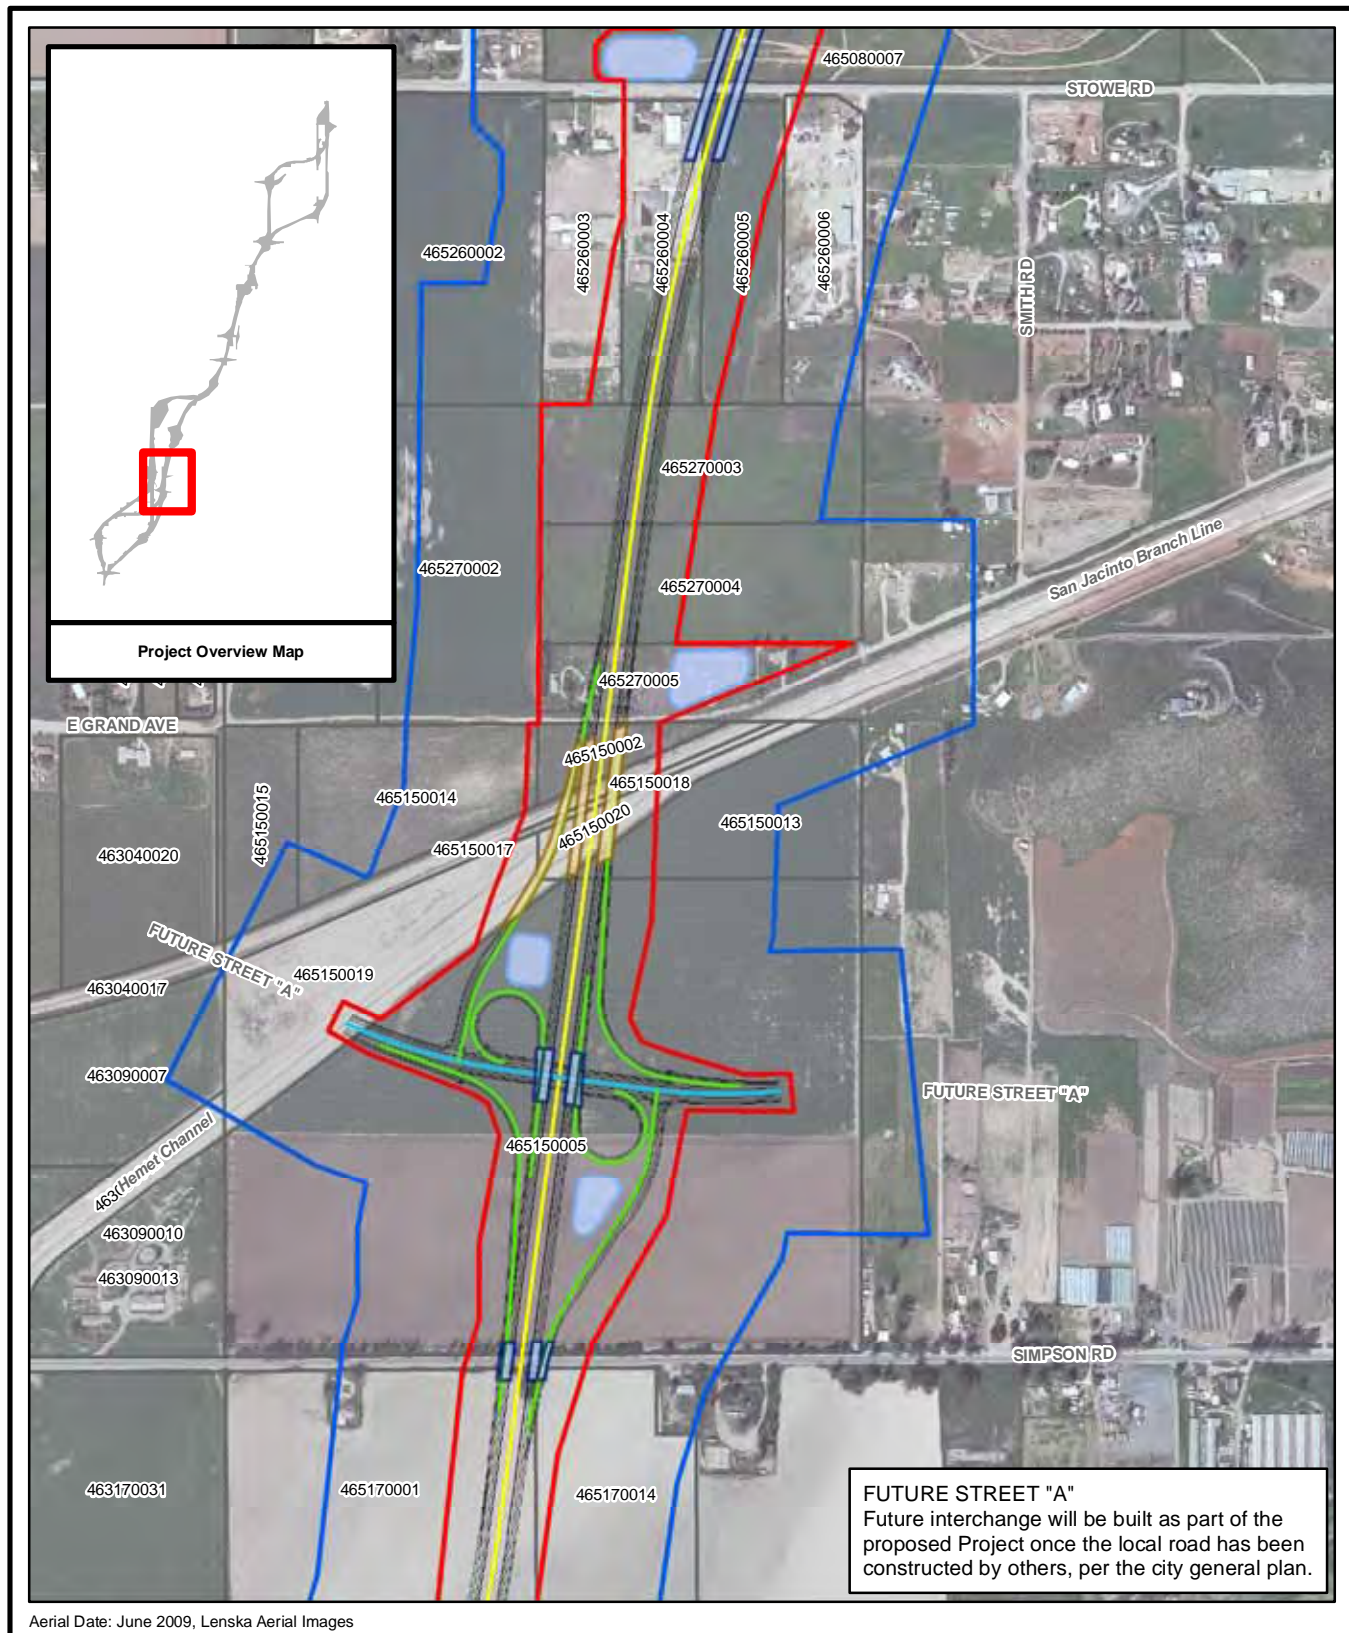 465080007
STOWE RD
465260002
465260003
465260004
465260005
465260006
SMITH RD
465270003
465270002
465270004
San Jacinto Branch Line
Project Overview Map
465270005
E GRAND AVE
465150002
465150018
465150014
465150015
465150020
465150013
465150017
463040020
FUTURE STREET "A"
465150019
463040017
463090007
FUTURE STREET "A"
465150005
463(
Hemet Channel
463090010
463090013
SIMPSON RD
463170031
465170001
465170014
FUTURE STREET "A"
Future interchange will be built as part of the
proposed Project once the local road has been
constructed by others, per the city general plan.
Aerial Date: June 2009, Lenska Aerial Images